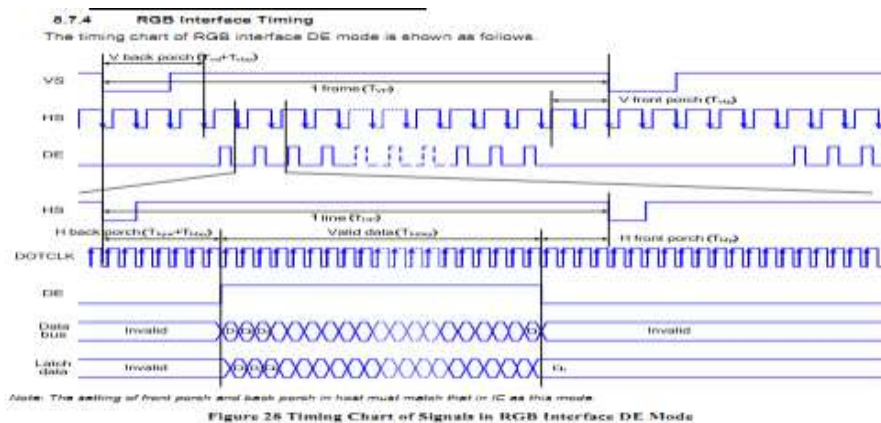 8.7.4 RGB Interface Timing
The timing chart of RGB interface DE mode is shown as follows.
V back porch
VS
1 frame
V front porch
HS
DE
HS
1 line
H back porch
Valid data
H front porch
DOTCLK
DE
Data bus
Invalid
Invalid
Latch data
Invalid
Note: The setting of front porch and back porch in host must match that in IC as this mode.
Figure 28 Timing Chart of Signals in RGB Interface DE Mode